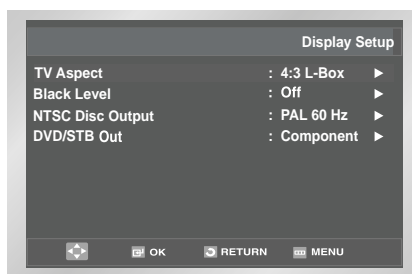 Display Setup
TV Aspect : 4:3 L-Box ►
Black Level : Off ►
NTSC Disc Output : PAL 60 Hz ►
DVD/STB Out : Component ►
OK RETURN MENU